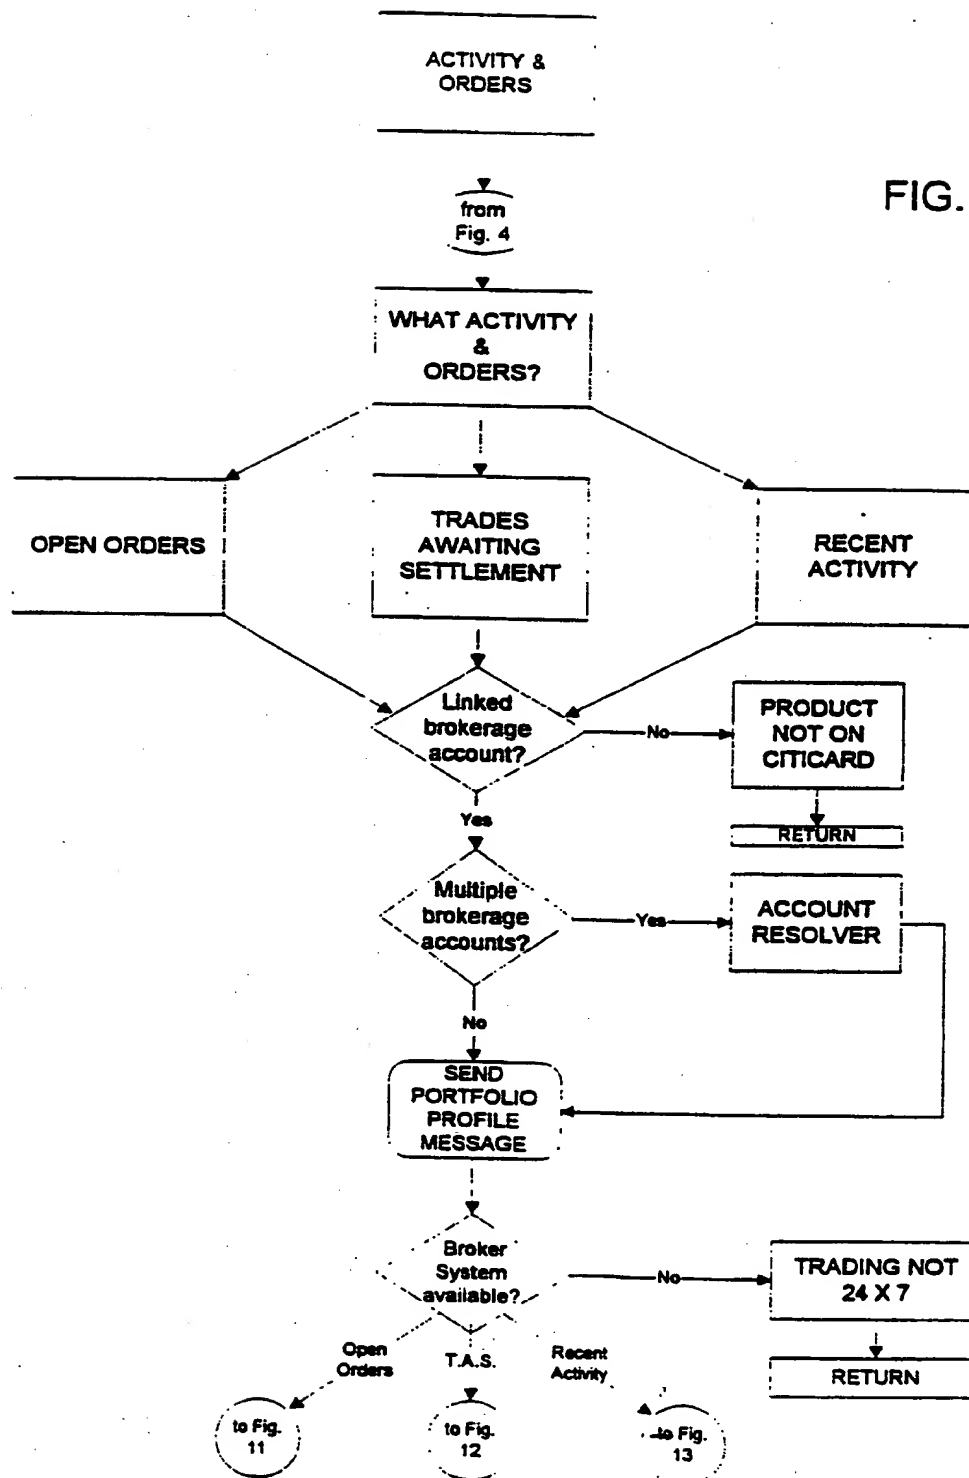 ACTIVITY &
ORDERS
FIG.
from
Fig. 4
WHAT ACTIVITY
&
ORDERS?
OPEN ORDERS
TRADES
AWAITING
SETTLEMENT
RECENT
ACTIVITY
Linked
brokerage
account?
No
PRODUCT
NOT ON
CITICARD
RETURN
Yes
Multiple
brokerage
accounts?
Yes
ACCOUNT
RESOLVER
No
SEND
PORTFOLIO
PROFILE
MESSAGE
Broker
System
available?
No
TRADING NOT
24 X 7
RETURN
Open
Orders
T.A.S.
Recent
Activity
to Fig.
11
to Fig.
12
to Fig.
13